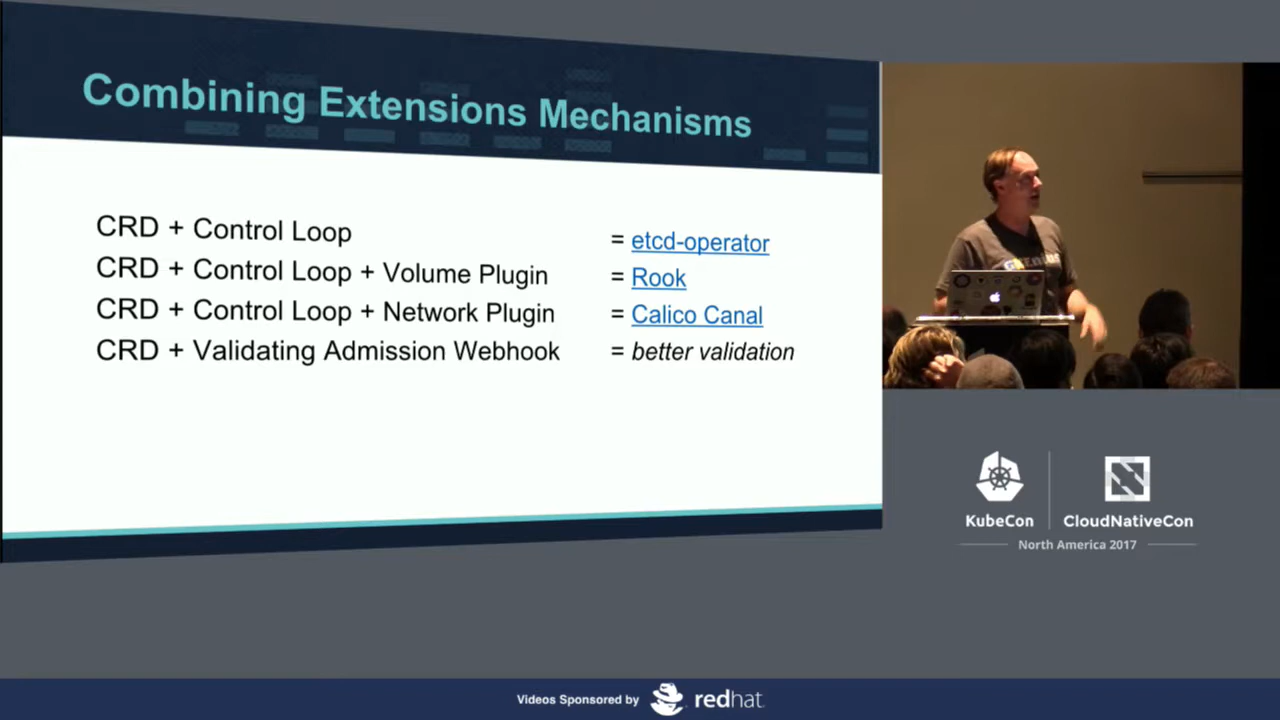 Combining Extensions Mechanisms
CRD + Control Loop = etcd-operator
CRD + Control Loop + Volume Plugin = Rook
CRD + Control Loop + Network Plugin = Calico Canal
CRD + Validating Admission Webhook = better validation
KubeCon
CloudNativeCon
North America 2017
Videos Sponsored by redhat